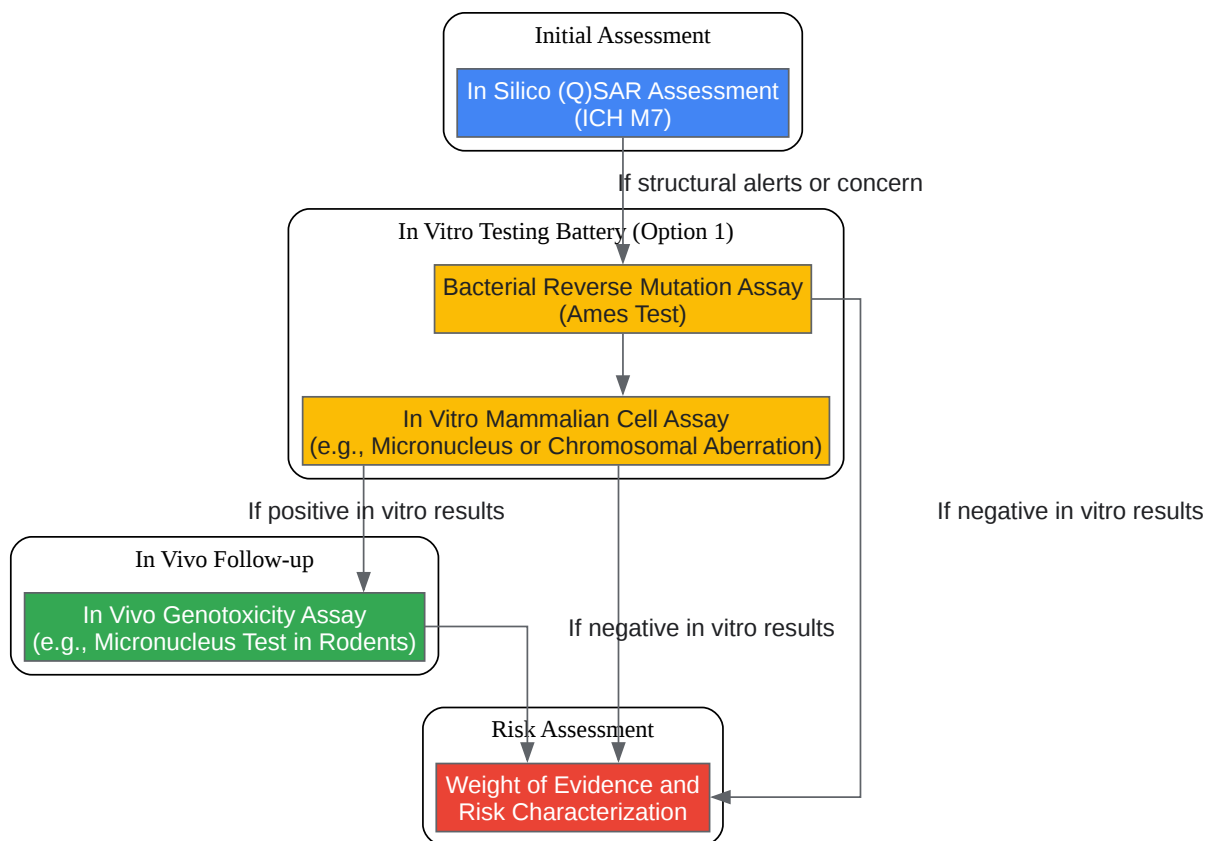 Initial Assessment
In Silico (Q)SAR Assessment
(ICH M7)
If structural alerts or concern
In Vitro Testing Battery (Option 1)
Bacterial Reverse Mutation Assay
(Ames Test)
In Vitro Mammalian Cell Assay
(e.g., Micronucleus or Chromosomal Aberration)
If positive in vitro results
If negative in vitro results
In Vivo Follow-up
In Vivo Genotoxicity Assay
(e.g., Micronucleus Test in Rodents)
If negative in vitro results
Risk Assessment
Weight of Evidence and
Risk Characterization